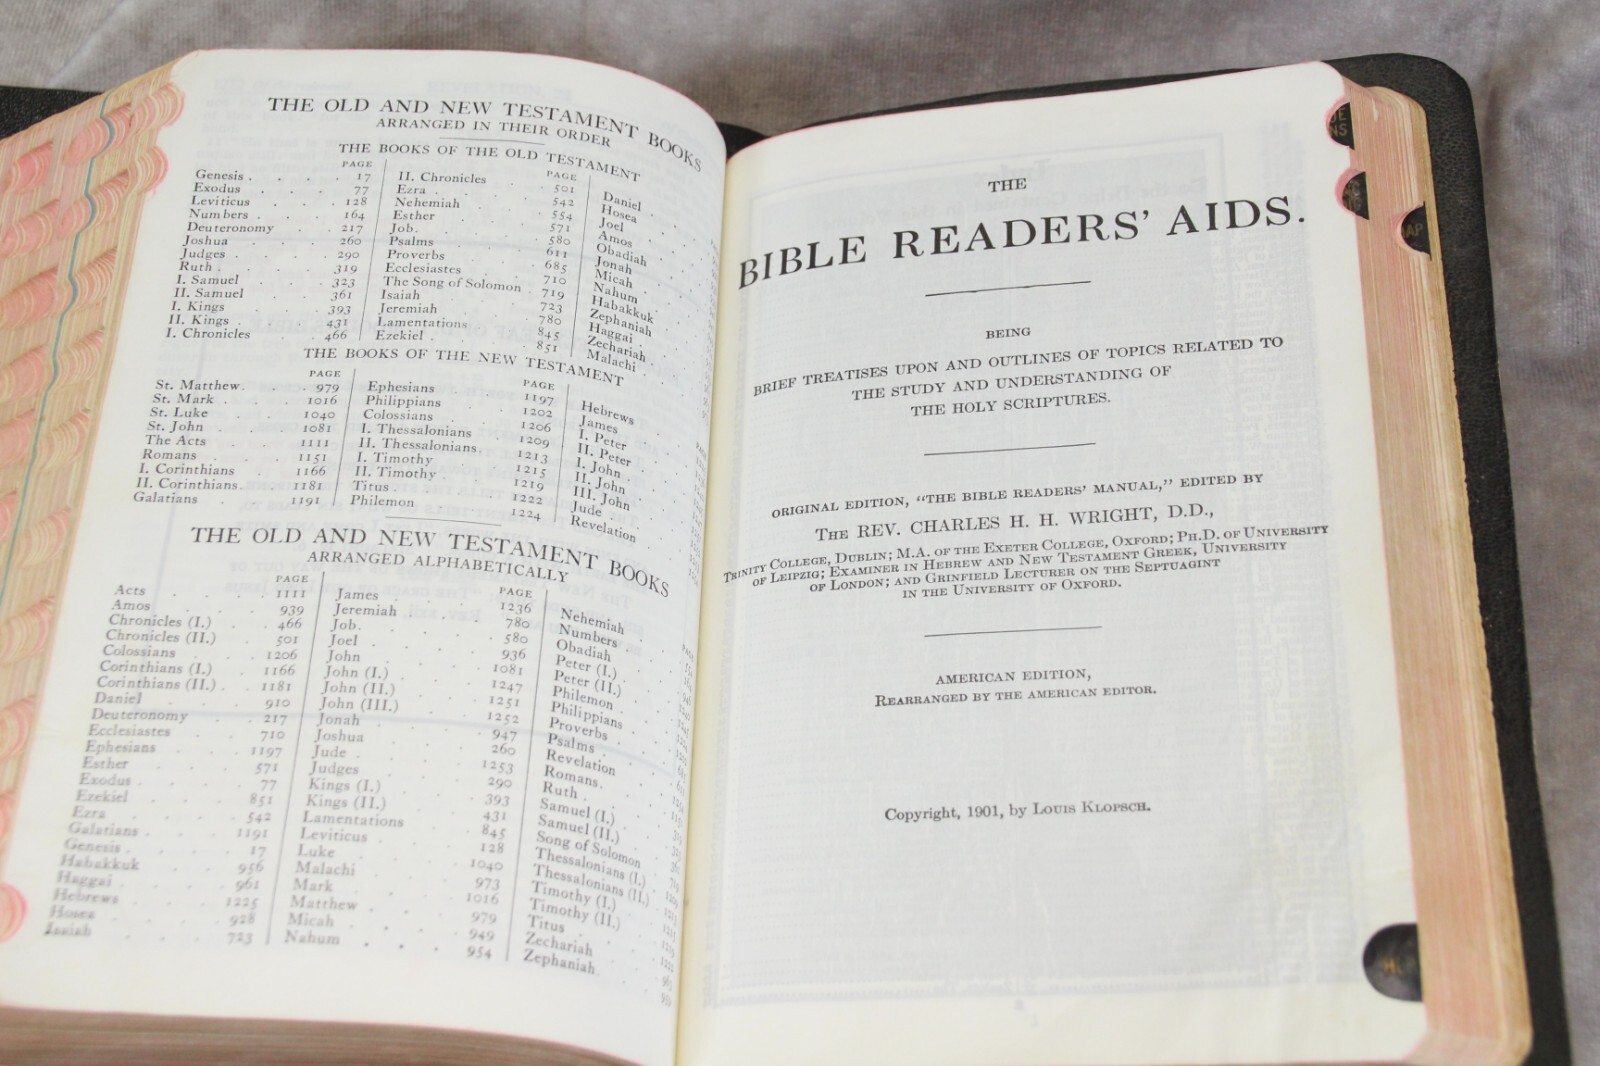 THE OLD AND NEW TESTAMENT BOOKS
ARRANGED IN THEIR ORDER
THE BOOKS OF THE OLD TESTAMENT
PAGE
Genesis . . . . 17
Exodus . . . . 77
Leviticus . . . 128
Numbers . . . 164
Deuteronomy . . 217
Joshua . . . 260
Judges . . . . 290
Ruth . . . . 319
I. Samuel . . . 323
II. Samuel . . . 361
I. Kings . . . 393
II. Kings . . . 431
I. Chronicles . . 466
PAGE
II. Chronicles . . 501
Ezra . . . . 542
Nehemiah . . . 554
Esther . . . 571
Job . . . . 580
Psalms . . . 611
Proverbs . . . 685
Ecclesiastes . . 710
The Song of Solomon . 719
Isaiah . . . 723
Jeremiah . . . 780
Lamentations . . 845
Ezekiel . . . 851
Daniel
Hosea
Joel
Amos
Obadiah
Jonah
Micah
Nahum
Habakkuk
Zephaniah
Haggai
Zechariah
Malachi
THE BOOKS OF THE NEW TESTAMENT
PAGE
St. Matthew . . . 979
St. Mark . . . 1016
St. Luke . . . 1040
St. John . . . 1081
The Acts . . . 1111
Romans . . . 1151
I. Corinthians . . 1166
II. Corinthians . . 1181
Galatians . . . 1191
PAGE
Ephesians . . . 1197
Philippians . . . 1202
Colossians . . . 1206
I. Thessalonians . . 1209
II. Thessalonians . . 1213
I. Timothy . . . 1215
II. Timothy . . . 1219
Titus . . . . 1222
Philemon . . . 1224
Hebrews
James
I. Peter
II. Peter
I. John
II. John
III. John
Jude
Revelation
THE OLD AND NEW TESTAMENT BOOKS
ARRANGED ALPHABETICALLY
PAGE
Acts . . . 1111
Amos . . . 939
Chronicles (I.) . . 466
Chronicles (II.) . . 501
Colossians . . . 1206
Corinthians (I.) . . 1166
Corinthians (II.) . . 1181
Daniel . . . 910
Deuteronomy . . 217
Ecclesiastes . . 710
Ephesians . . . 1197
Esther . . . 571
Exodus . . . 77
Ezekiel . . . 851
Ezra . . . 542
Galatians . . . 1191
Genesis . . . 17
Habakkuk . . . 956
Haggai . . . 961
Hebrews . . . 1225
Hosea . . . 928
Isaiah . . . 723
PAGE
James . . . 1236
Jeremiah . . . 780
Job . . . 580
Joel . . . 936
John . . . 1081
John (I.) . . . 1247
John (II.) . . . 1251
John (III.) . . . 1252
Jonah . . . 947
Joshua . . . 260
Jude . . . 1253
Judges . . . 290
Kings (I.) . . . 393
Kings (II.) . . . 431
Lamentations . . 845
Leviticus . . . 128
Luke . . . 1040
Malachi . . . 973
Mark . . . 1016
Matthew . . . 979
Micah . . . 949
Nahum . . . 954
Nehemiah
Numbers
Obadiah
Peter (I.)
Peter (II.)
Philemon
Philippians
Proverbs
Psalms
Revelation
Romans
Ruth
Samuel (I.)
Samuel (II.)
Song of Solomon
Thessalonians (I.)
Thessalonians (II.)
Timothy (I.)
Timothy (II.)
Titus
Zechariah
Zephaniah
THE
BIBLE READERS' AIDS.
BEING
BRIEF TREATISES UPON AND OUTLINES OF TOPICS RELATED TO
THE STUDY AND UNDERSTANDING OF
THE HOLY SCRIPTURES.
ORIGINAL EDITION, "THE BIBLE READERS' MANUAL," EDITED BY
THE REV. CHARLES H. H. WRIGHT, D.D.,
TRINITY COLLEGE, DUBLIN; M.A. OF THE EXETER COLLEGE, OXFORD; PH.D. OF UNIVERSITY
OF LEIPZIG; EXAMINER IN HEBREW AND NEW TESTAMENT GREEK, UNIVERSITY
OF LONDON; AND GRINFIELD LECTURER ON THE SEPTUAGINT
IN THE UNIVERSITY OF OXFORD.
AMERICAN EDITION,
REARRANGED BY THE AMERICAN EDITOR.
Copyright, 1901, by LOUIS KLOPSCH.